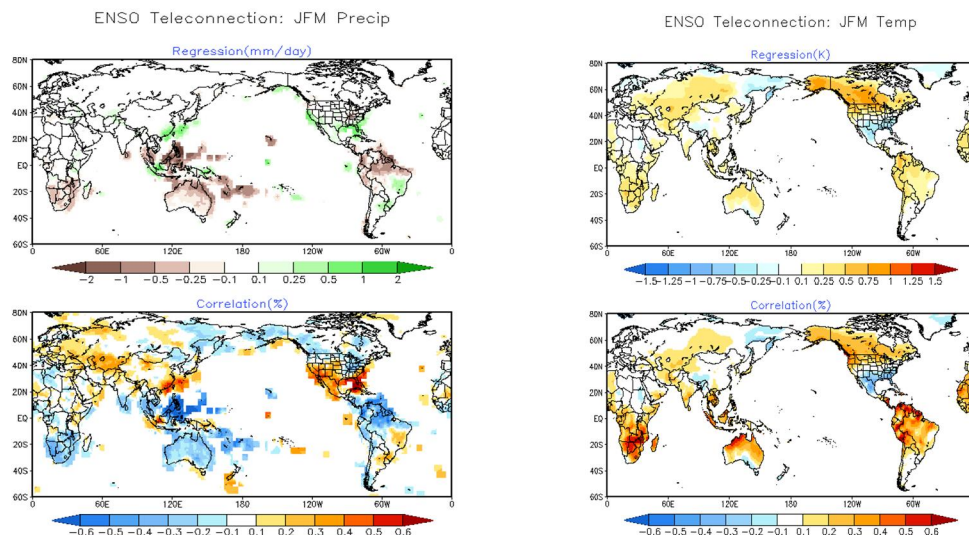 ENSO Teleconnection: JFM Precip
Regression(mm/day)
80N
60N
40N
20N
EQ
20S
40S
60S
0 60E 120E 180 120W 60W 0
-2 -1 -0.5 -0.25 -0.1 0.1 0.25 0.5 1 2
Correlation(%)
80N
60N
40N
20N
EQ
20S
40S
60S
0 60E 120E 180 120W 60W 0
-0.6 -0.5 -0.4 -0.3 -0.2 -0.1 0.1 0.2 0.3 0.4 0.5 0.6
ENSO Teleconnection: JFM Temp
Regression(K)
80N
60N
40N
20N
EQ
20S
40S
60S
0 60E 120E 180 120W 60W
-1.5 -1.25 -1 -0.75 -0.5 -0.25 0.1 0.25 0.5 0.75 1 1.25 1.5
Correlation(%)
80N
60N
40N
20N
EQ
20S
40S
60S
0 60E 120E 180 120W 60W
-0.6 -0.5 -0.4 -0.3 -0.2 -0.1 0.1 0.2 0.3 0.4 0.5 0.6